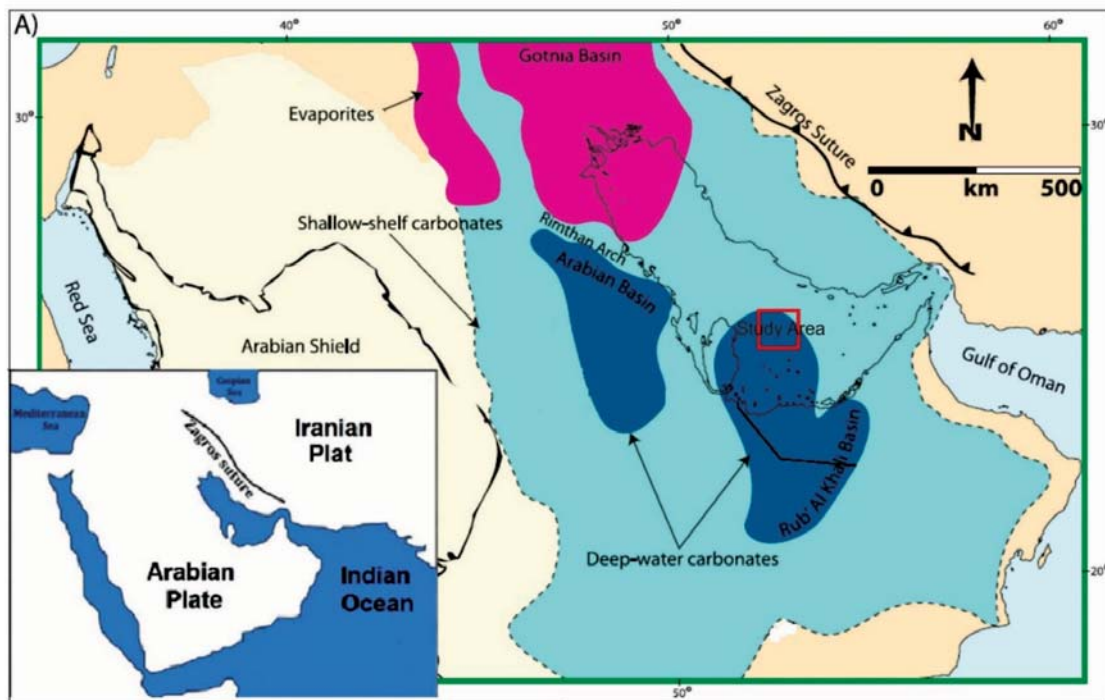 A)
40°
50°
60°
Gotnia Basin
Evaporites
30°
30°
Zagros Suture
N
0 km 500
Shallow-shelf carbonates
Rimthan Arch
Arabian Basin
Red Sea
Study Area
Arabian Shield
Gulf of Oman
Rub' Al Khali Basin
Deep-water carbonates
20°
50°
Caspian
Sea
Mediterranean
Sea
Zagros suture
Iranian
Plat
Arabian
Plate
Indian
Ocean